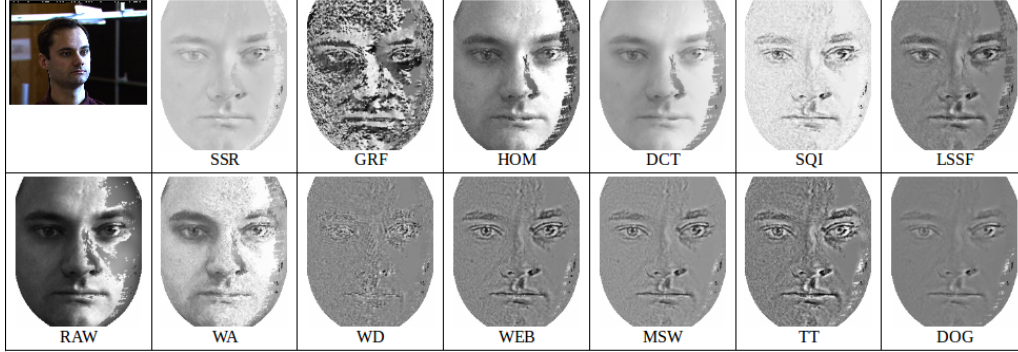 SSR GRF HOM DCT SQI LSSF
RAW WA WD WEB MSW TT DOG